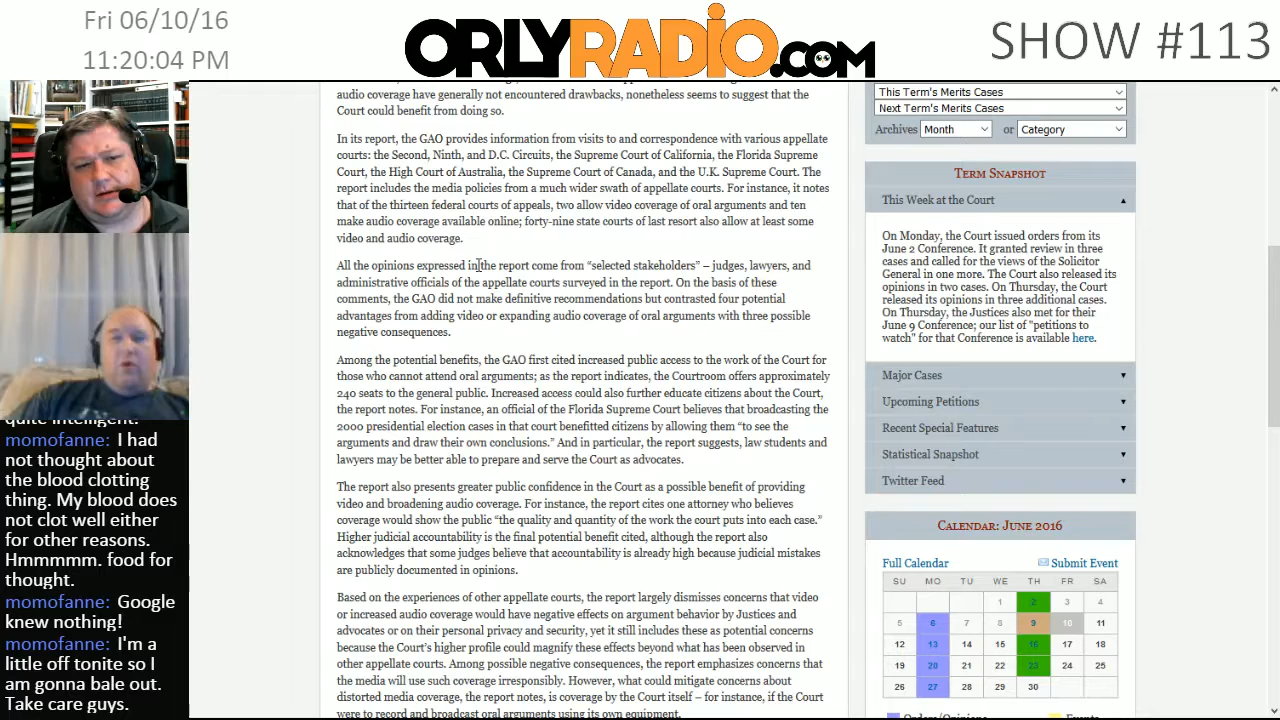 Fri 06/10/16
11:20:04 PM
ORLYRADIO.COM
SHOW #113
audio coverage have generally not encountered drawbacks, nonetheless seems to suggest that the
Court could benefit from doing so.
In its report, the GAO provides information from visits to and correspondence with various appellate
courts: the Second, Ninth, and D.C. Circuits, the Supreme Court of California, the Florida Supreme
Court, the High Court of Australia, the Supreme Court of Canada, and the U.K. Supreme Court. The
report includes the media policies from a much wider swath of appellate courts. For instance, it notes
that of the thirteen federal courts of appeals, two allow video coverage of oral arguments and ten
make audio coverage available online; forty-nine state courts of last resort also allow at least some
video and audio coverage.
All the opinions expressed in the report come from “selected stakeholders” – judges, lawyers, and
administrative officials of the appellate courts surveyed in the report. On the basis of these
comments, the GAO did not make definitive recommendations but contrasted four potential
advantages from adding video or expanding audio coverage of oral arguments with three possible
negative consequences.
Among the potential benefits, the GAO first cited increased public access to the work of the Court for
those who cannot attend oral arguments; as the report indicates, the Courtroom offers approximately
240 seats to the general public. Increased access could also further educate citizens about the Court,
the report notes. For instance, an official of the Florida Supreme Court believes that broadcasting the
2000 presidential election cases in that court benefitted citizens by allowing them “to see the
arguments and draw their own conclusions.” And in particular, the report suggests, law students and
lawyers may be better able to prepare and serve the Court as advocates.
The report also presents greater public confidence in the Court as a possible benefit of providing
video and broadening audio coverage. For instance, the report cites one attorney who believes
coverage would show the public “the quality and quantity of the work the court puts into each case.”
Higher judicial accountability is the final potential benefit cited, although the report also
acknowledges that some judges believe that accountability is already high because judicial mistakes
are publicly documented in opinions.
Based on the experiences of other appellate courts, the report largely dismisses concerns that video
or increased audio coverage would have negative effects on argument behavior by Justices and
advocates or on their personal privacy and security, yet it still includes these as potential concerns
because the Court’s higher profile could magnify these effects beyond what has been observed in
other appellate courts. Among possible negative consequences, the report emphasizes concerns that
the media will use such coverage irresponsibly. However, what could mitigate concerns about
distorted media coverage, the report notes, is coverage by the Court itself – for instance, if the Court
were to record and broadcast oral arguments using its own equipment.
This Term's Merits Cases
Next Term's Merits Cases
Archives Month or Category
TERM SNAPSHOT
This Week at the Court
On Monday, the Court issued orders from its
June 2 Conference. It granted review in three
cases and called for the views of the Solicitor
General in one more. The Court also released its
opinions in two cases. On Thursday, the Court
released its opinions in three additional cases.
On Thursday, the Justices also met for their
June 9 Conference; our list of "petitions to
watch" for that Conference is available here.
Major Cases
Upcoming Petitions
Recent Special Features
Statistical Snapshot
Twitter Feed
CALENDAR: JUNE 2016
Full Calendar Submit Event
SU MO TU WE TH FR SA
1 2 3 4
5 6 7 8 9 10 11
12 13 14 15 16 17 18
19 20 21 22 23 24 25
26 27 28 29 30
Orders/Opinions Events
quite intelligent.
momofanne: I had
not thought about
the blood clotting
thing. My blood does
not clot well either
for other reasons.
Hmmmmm. food for
thought.
momofanne: Google
knew nothing!
momofanne: I'm a
little off tonite so I
am gonna bale out.
Take care guys.